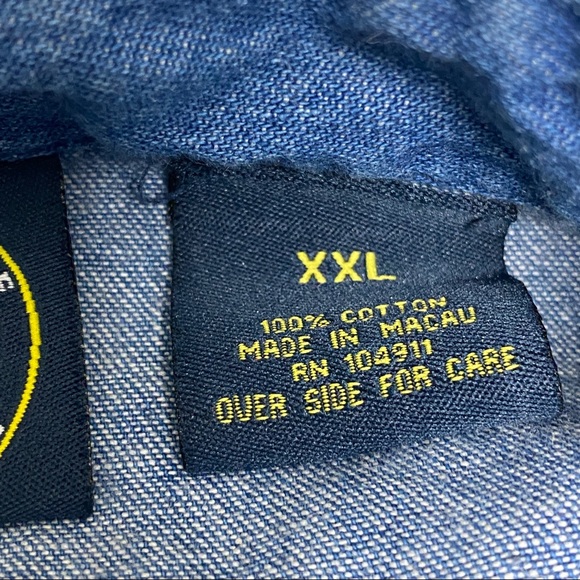 XXL
100% COTTON
MADE IN MACAU
RN 104911
OVER SIDE FOR CARE